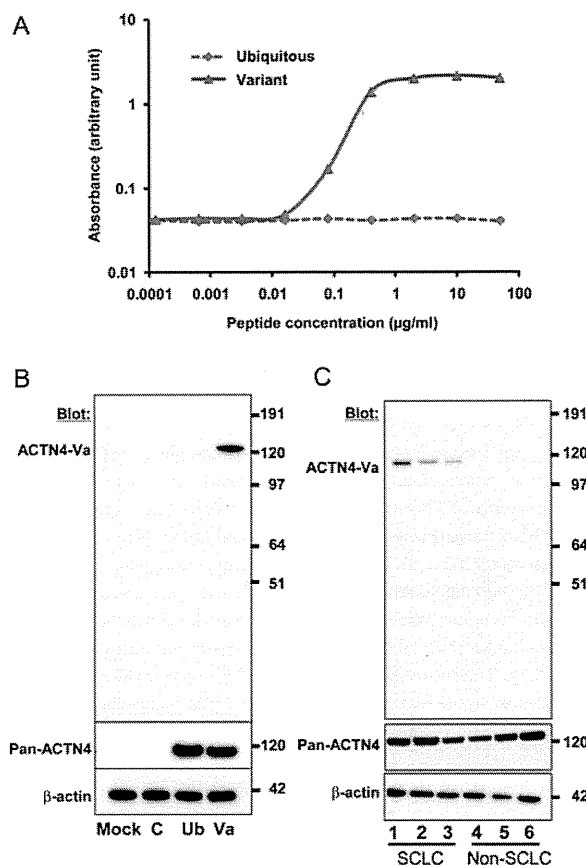 A
Absorbance (arbitrary unit)
10
1
0.1
0.01
Ubiquitous
Variant
0.0001 0.001 0.01 0.1 1 10 100
Peptide concentration (µg/ml)
B
Blot:
ACTN4-Va
191
120
97
64
51
Pan-ACTN4
120
β-actin
42
Mock C Ub Va
C
Blot:
ACTN4-Va
191
120
97
64
51
Pan-ACTN4
120
β-actin
42
1 2 3 4 5 6
SCLC Non-SCLC